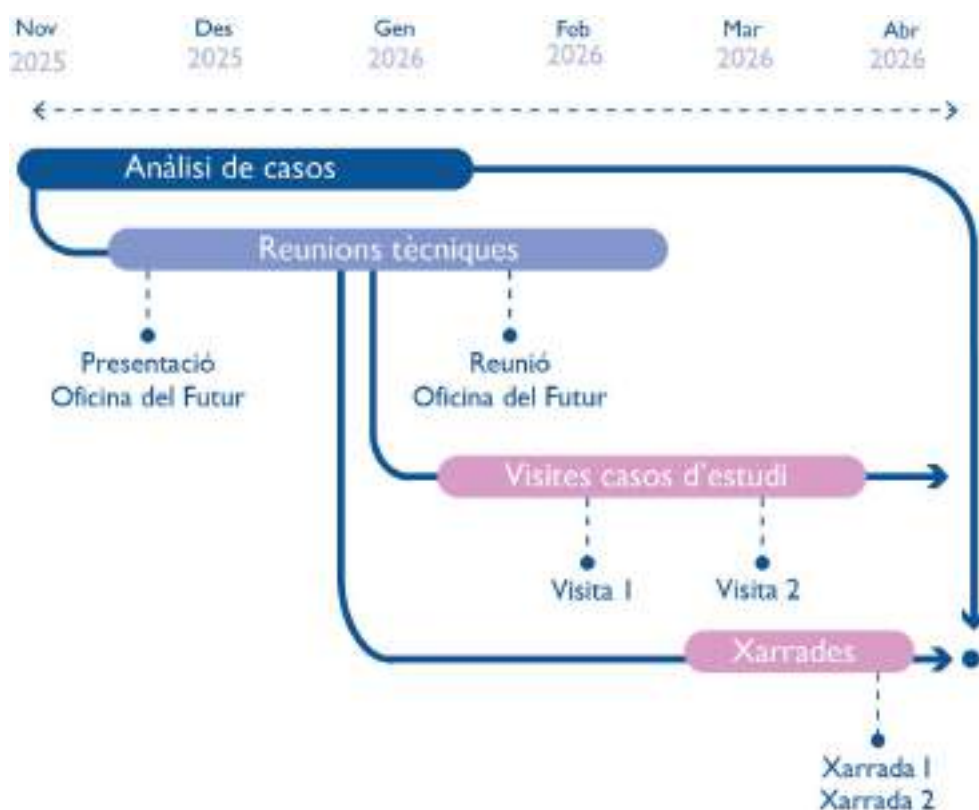 Nov Des Gen Feb Mar Abr
2025 2025 2026 2026 2026 2026
Anàlisi de casos
Reunions tècniques
Presentació
Oficina del Futur
Reunió
Oficina del Futur
Visites casos d'estudi
Visita 1
Visita 2
Xarrades
Xarrada 1
Xarrada 2